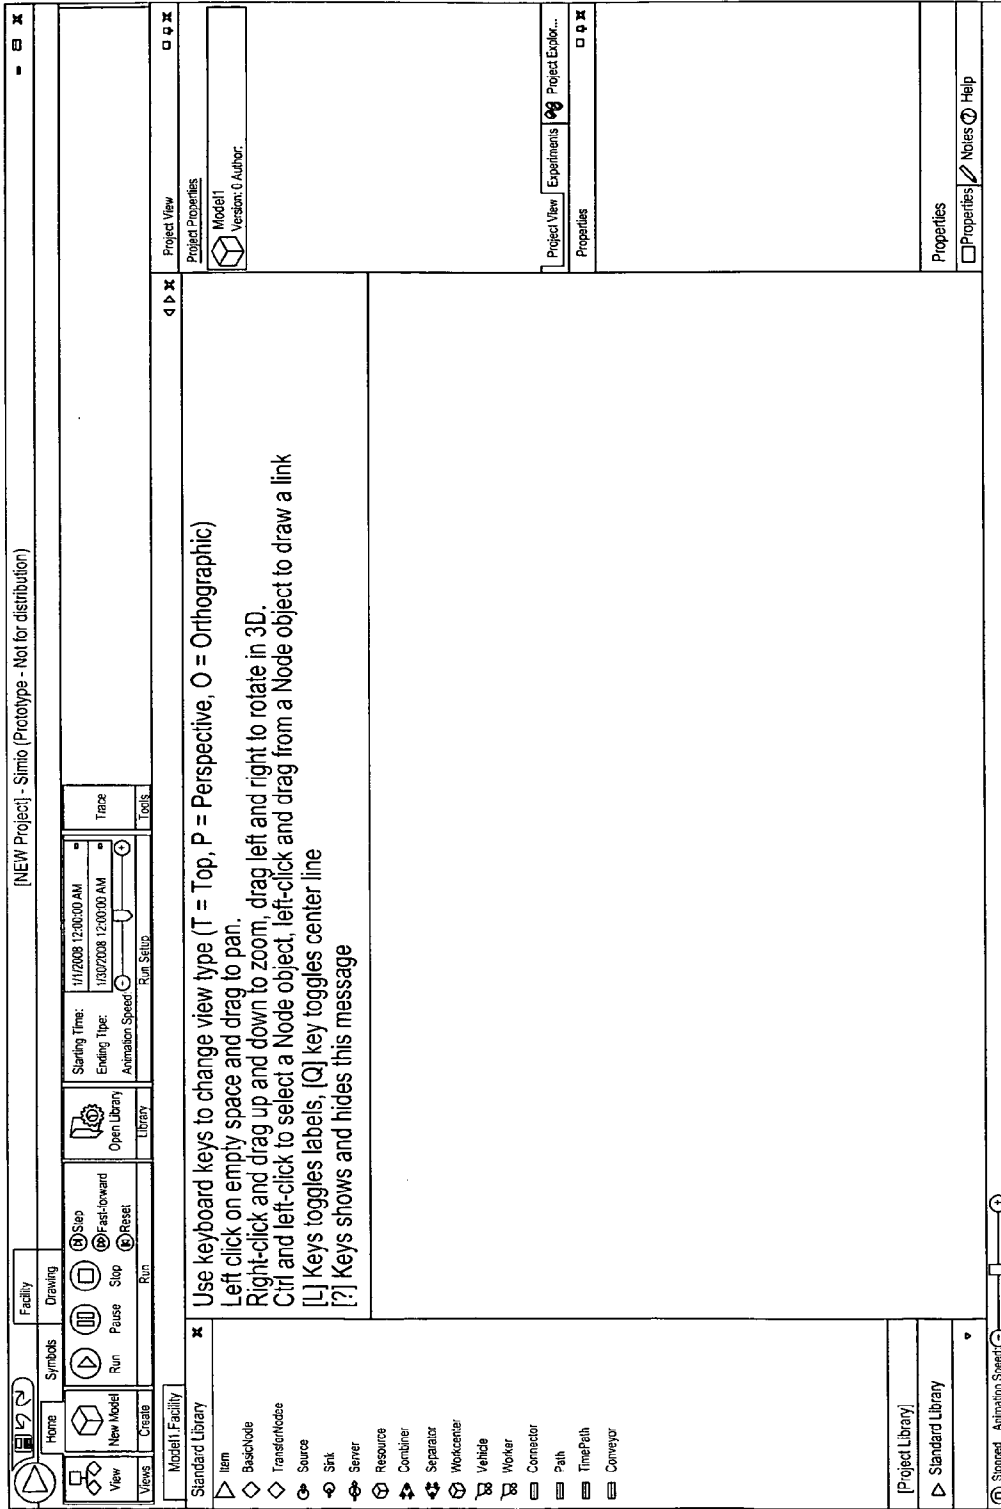 [NEW Project] - Simio (Prototype - Not for distribution)
Facility
Home
Symbols
Drawing
View
Views
New Model
Create
Run
Pause
Stop
Step
Fast-forward
Reset
Run
Open Library
Library
Starting Time:
1/1/2008 12:00:00 AM
Ending Ttpe:
1/30/2008 12:00:00 AM
Animation Speed:
Run Setup
Trace
Tools
Model1.Facility
Standard Library
Item
BasicNode
TransferNodee
Source
Sink
Server
Resource
Combiner
Separator
Workcenter
Vehicle
Worker
Connector
Path
TimePath
Conveyor
[Project Library]
Standard Library
Use keyboard keys to change view type (T = Top, P = Perspective, O = Orthographic)
Left click on empty space and drag to pan.
Right-click and drag up and down to zoom, drag left and right to rotate in 3D.
Ctrl and left-click to select a Node object, left-click and drag from a Node object to draw a link
[L] Keys toggles labels, [Q] key toggles center line
[?] Keys shows and hides this message
Project View
Project Properties
Model1
Version: 0 Author:
Project View
Experiments
Project Explor...
Properties
Properties
Properties
Notes
Help
Stopped
Animation Speed: